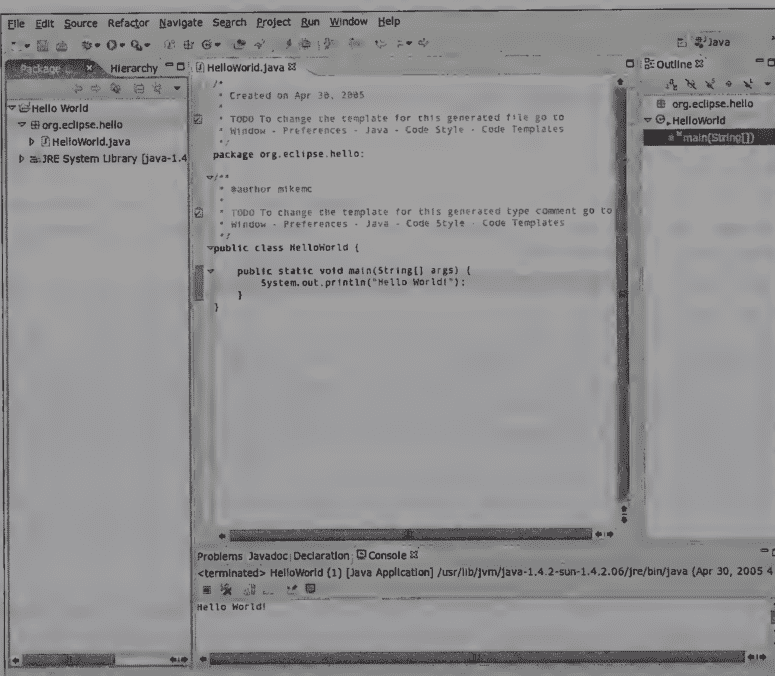 File Edit Source Refactor Navigate Search Project Run Window Help
Java
Package
Hierarchy
Hello World
org.eclipse.hello
HelloWorld.java
JRE System Library [java-1.4
HelloWorld.java
/*
* Created on Apr 30, 2005
*
* TODO To change the template for this generated file go to
* Window - Preferences - Java - Code Style - Code Templates
*/
package org.eclipse.hello;
/**
* @author mikemc
*
* TODO To change the template for this generated type comment go to
* Window - Preferences - Java - Code Style - Code Templates
*/
public class HelloWorld {
public static void main(String[] args) {
System.out.println("Hello World!");
}
}
Outline
org.eclipse.hello
HelloWorld
main(String[])
Problems Javadoc Declaration Console
<terminated> HelloWorld (1) [Java Application] /usr/lib/jvm/java-1.4.2-sun-1.4.2.06/jre/bin/java (Apr 30, 2005 4
Hello World!